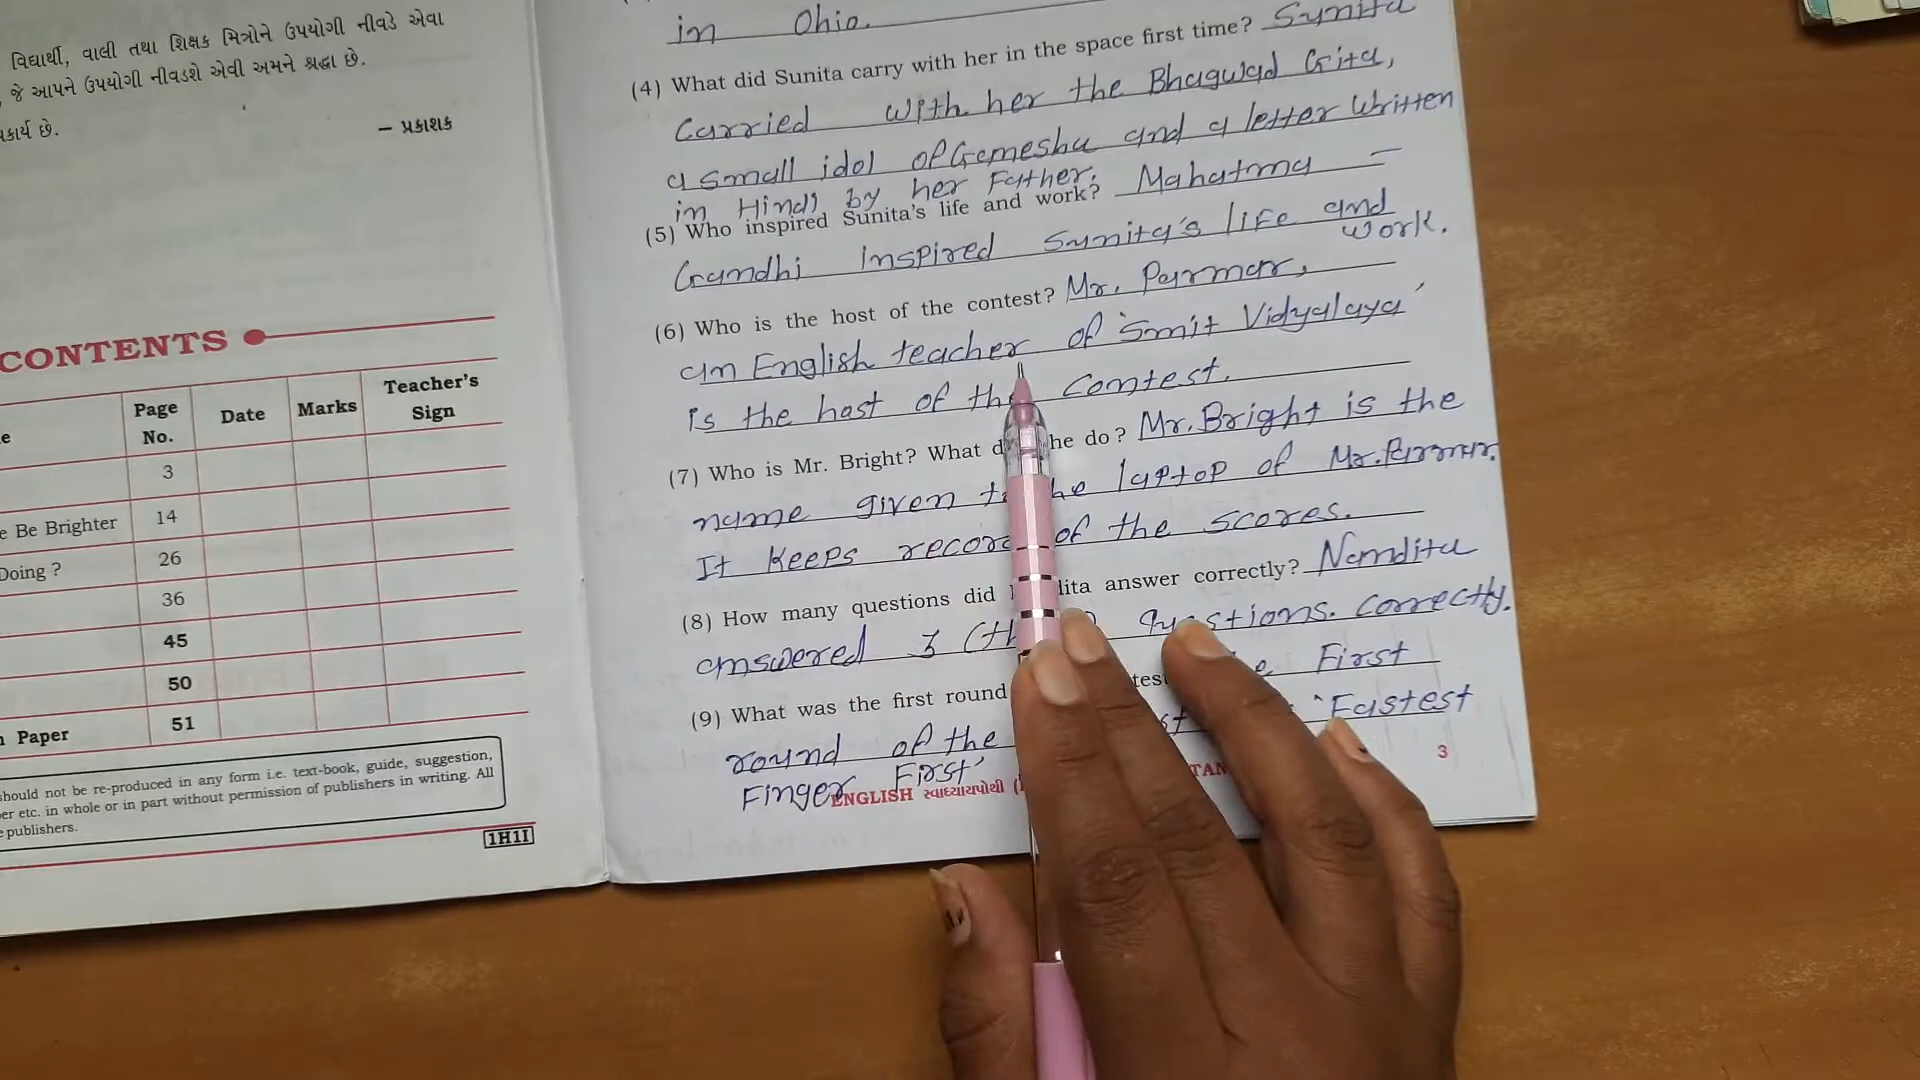 વિદ્યાર્થી, વાલી તથા શિક્ષક મિત્રોને ઉપયોગી નીવડે એવા
જે આપને ઉપયોગી નીવડશે એવી અમને શ્રદ્ધા છે.
છે.
– પ્રકાશક
CONTENTS
Page No. Date Marks Teacher's Sign
3
e Be Brighter 14
Doing ? 26
36
45
50
Paper 51
should not be re-produced in any form i.e. text-book, guide, suggestion,
er etc. in whole or in part without permission of publishers in writing. All
publishers.
1H1I
in Ohio.
(4) What did Sunita carry with her in the space first time? Sunita
Carried with her the Bhagwad Gita,
a small idol of Gemesha and a letter written
in Hindi by her Father.
(5) Who inspired Sunita's life and work? Mahatma
Gandhi inspired Sunita's life and
work.
(6) Who is the host of the contest? Mr. Parmar,
an English teacher of 'Smit Vidyalaya'
is the host of the contest.
(7) Who is Mr. Bright? What d he do? Mr. Bright is the
name given t he laptop of Mr. Parmar.
It keeps recor of the scores.
(8) How many questions did dita answer correctly? Nandita
answered 3 (th questions. correctly.
(9) What was the first round test First
round of the 'Fastest
Finger First'
ENGLISH સ્વાધ્યાયપોથી
3